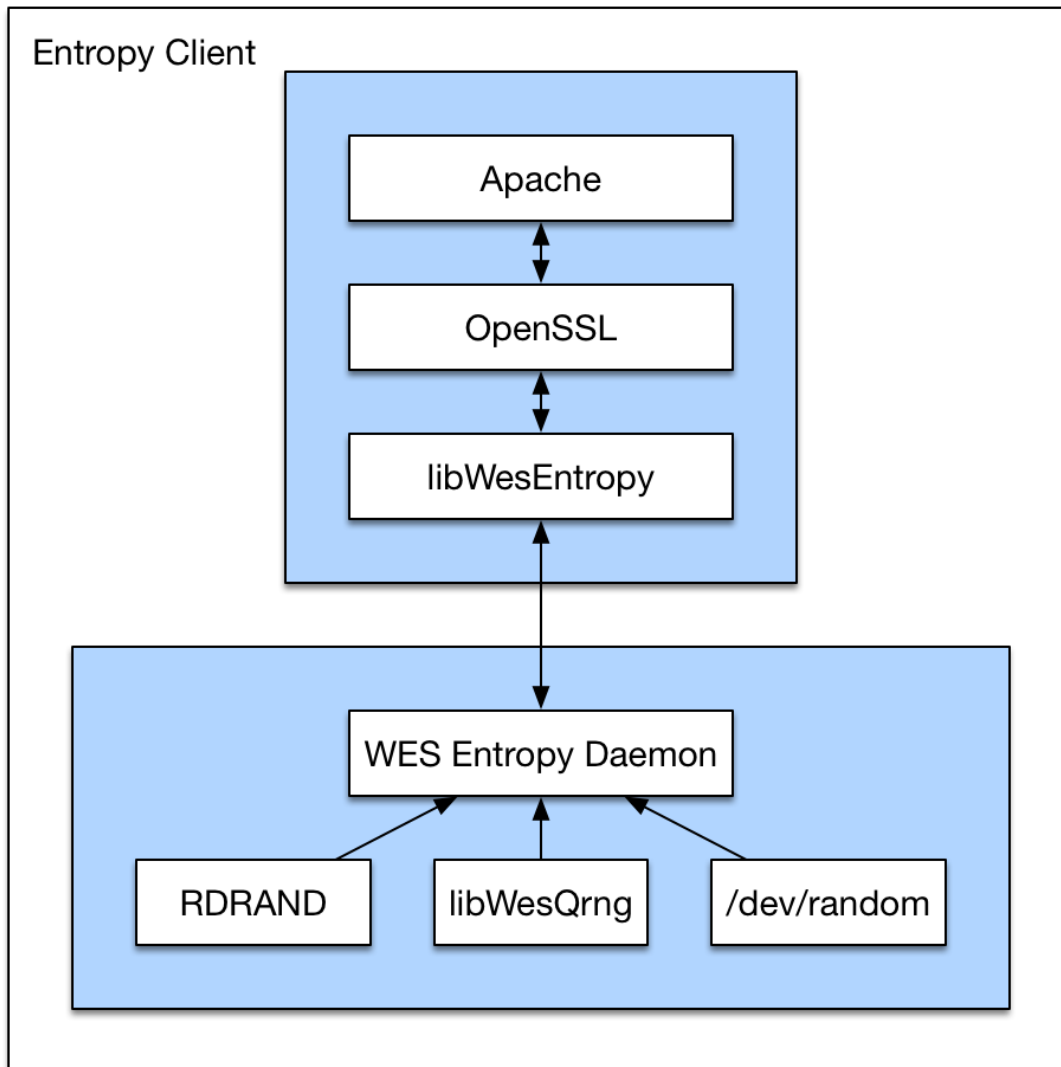 Entropy Client
Apache
OpenSSL
libWesEntropy
WES Entropy Daemon
RDRAND
libWesQrng
/dev/random